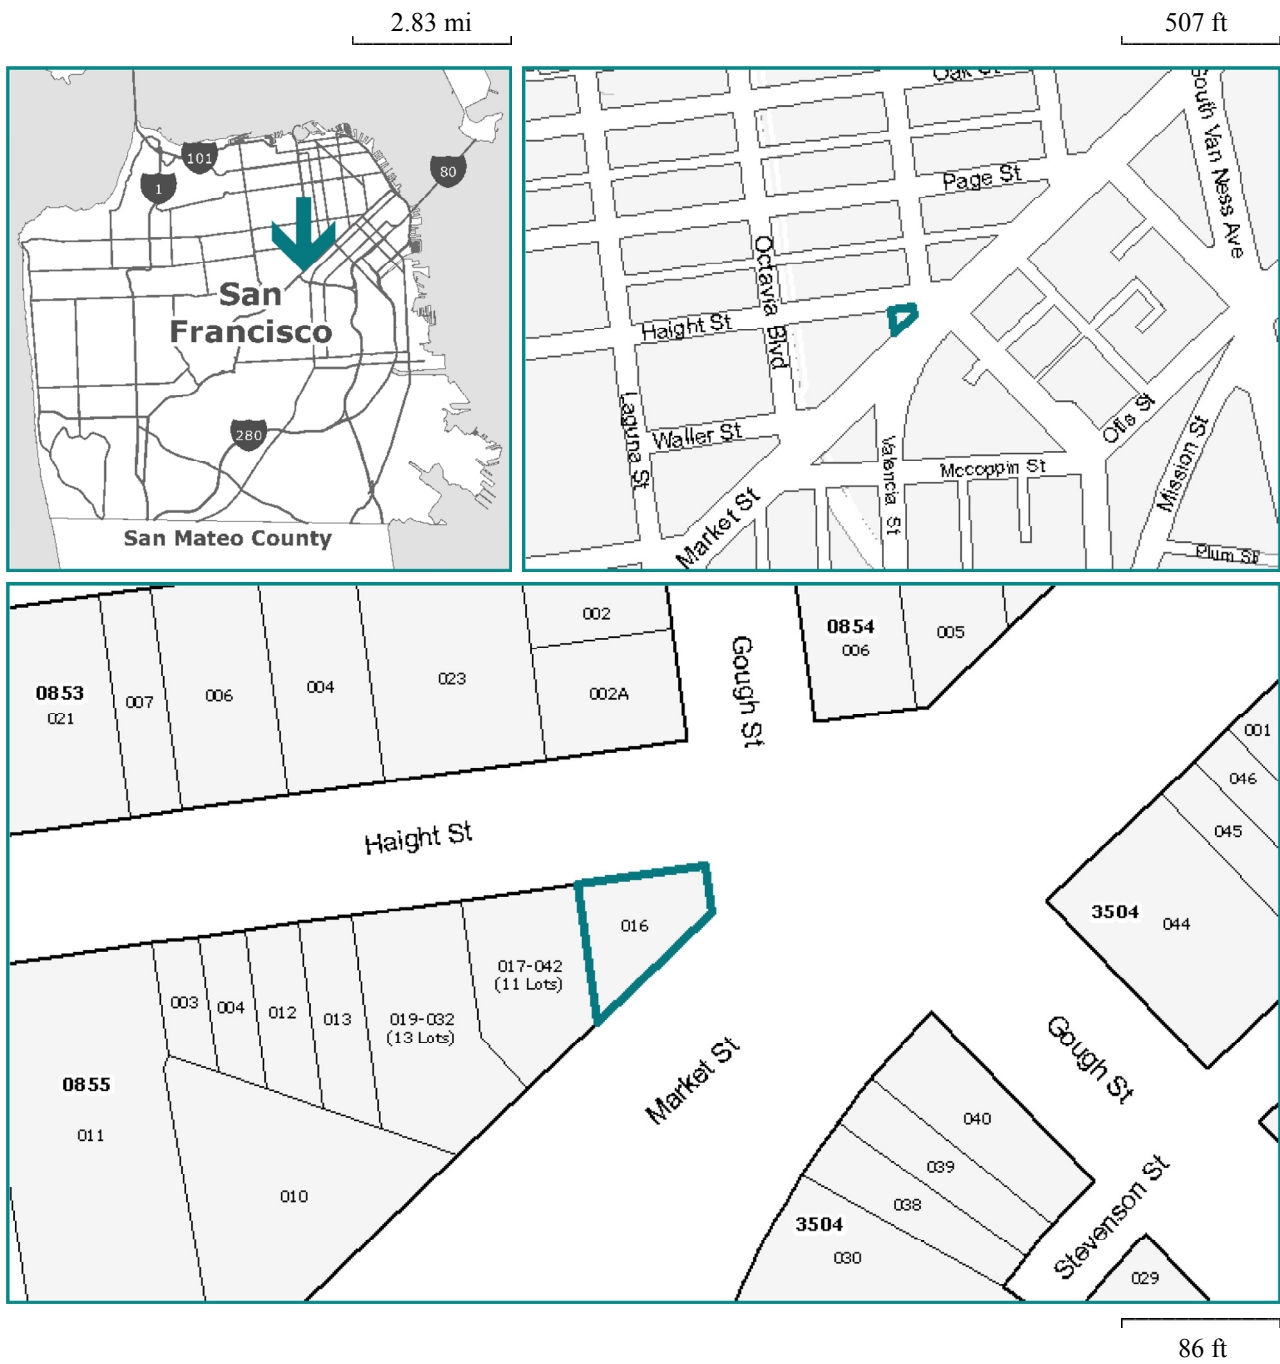 2.83 mi
507 ft
101
1
80
San
Francisco
280
San Mateo County
Oak St
South Van Ness Ave
Page St
Octavia Blvd
Haight St
Laguna St
Waller St
Valencia St
Mccoppin St
Otis St
Mission St
Market St
Plum St
002
0854
006
005
Gough St
0853
021
007
006
004
023
002A
001
046
045
Haight St
016
3504
044
017-042
(11 Lots)
003
004
012
013
019-032
(13 Lots)
Gough St
Market St
0855
011
040
039
038
010
3504
030
Stevenson St
029
86 ft